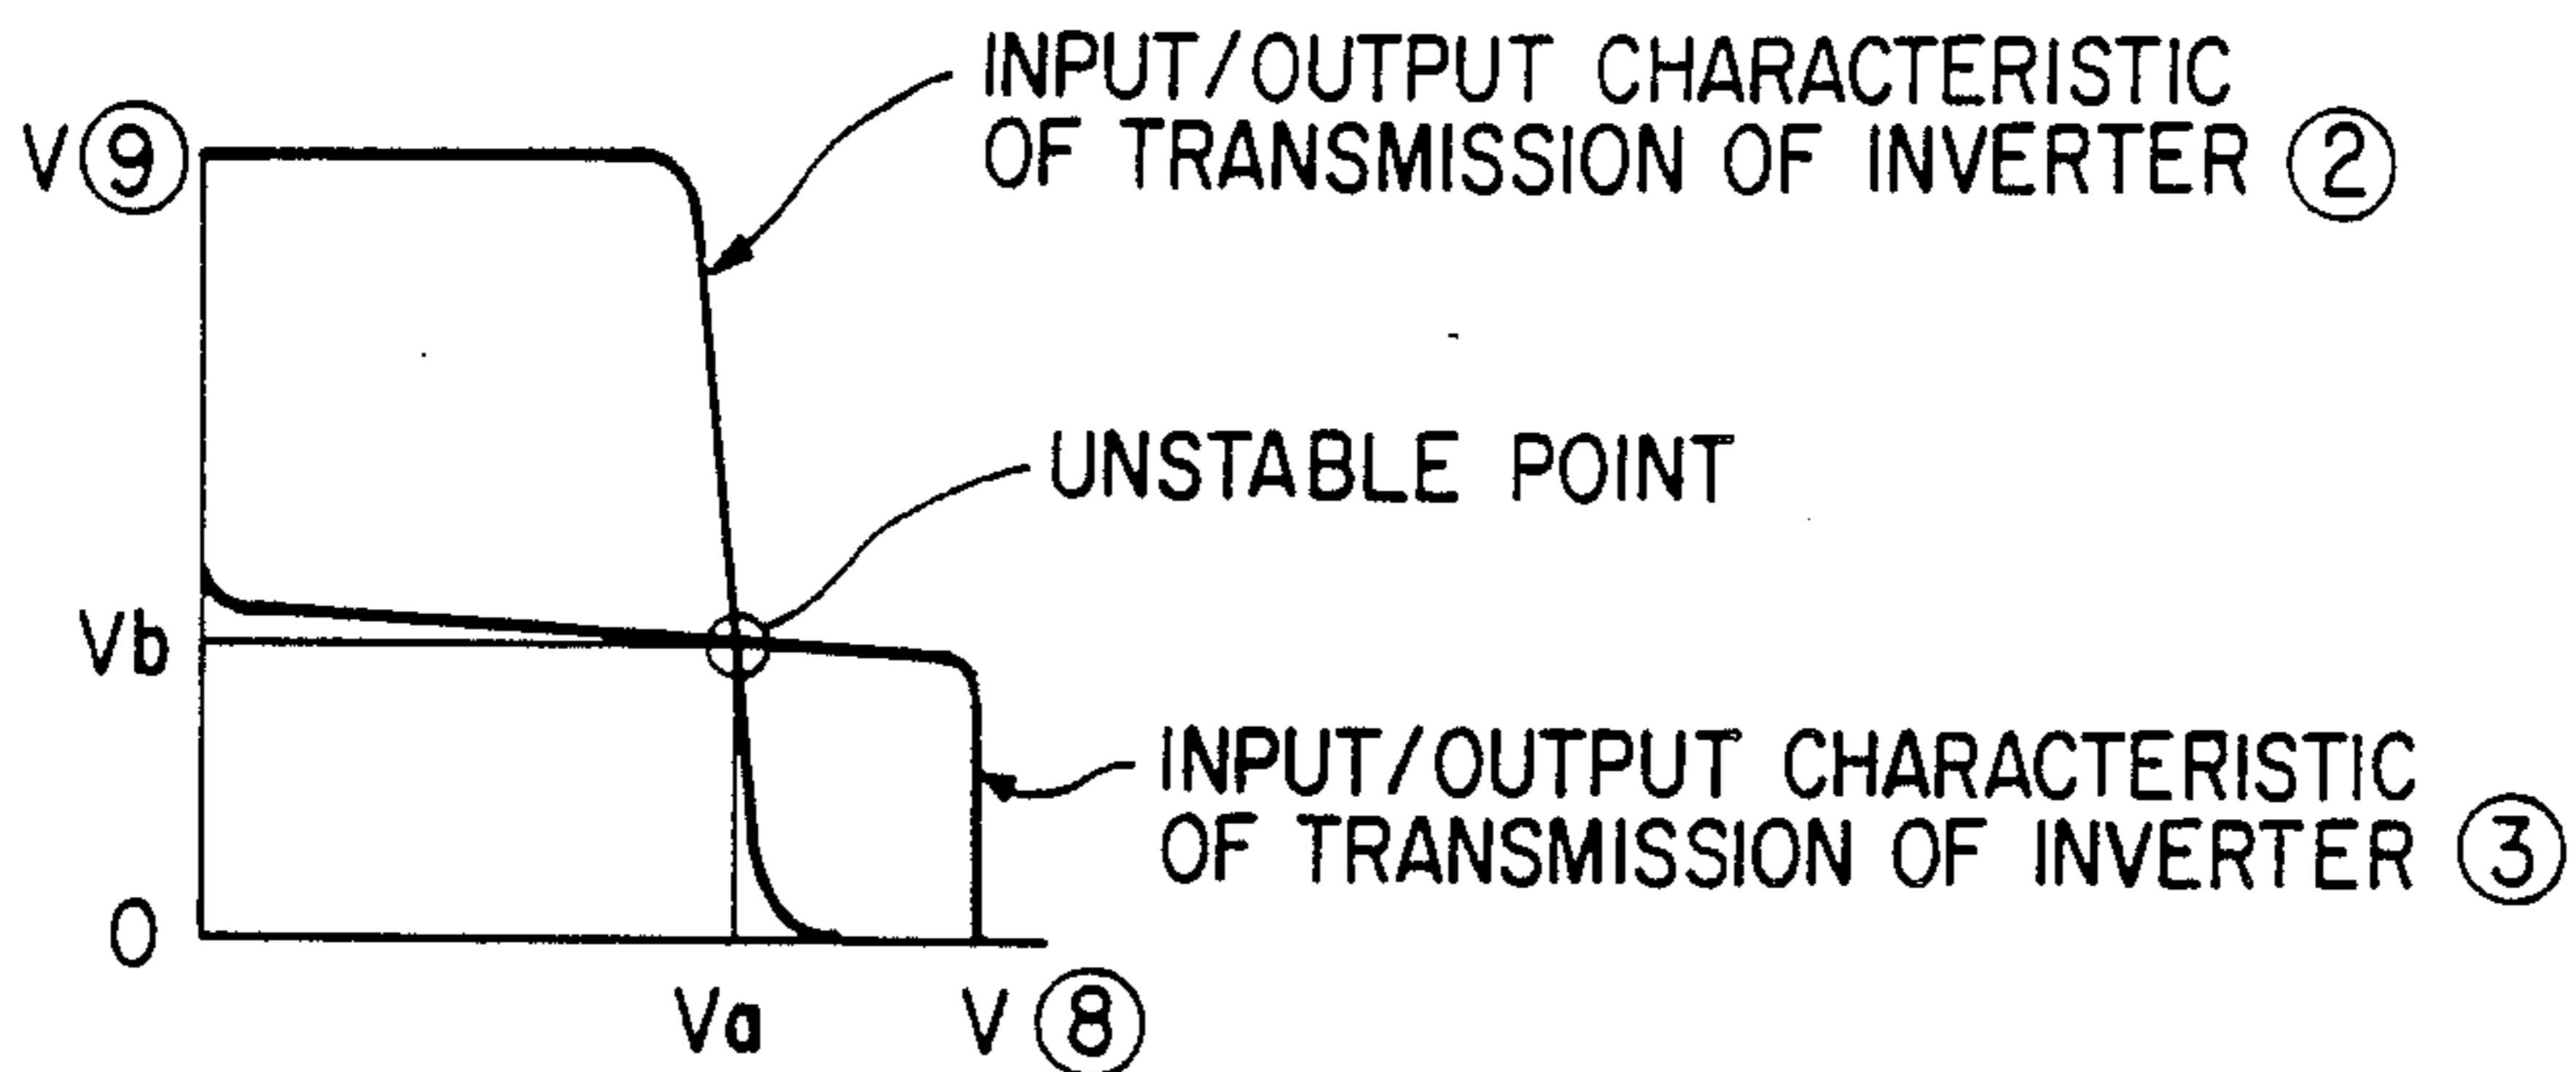 INPUT/OUTPUT CHARACTERISTIC
OF TRANSMISSION OF INVERTER ②
V⑨
UNSTABLE POINT
Vb
INPUT/OUTPUT CHARACTERISTIC
OF TRANSMISSION OF INVERTER ③
O
Va
V⑧